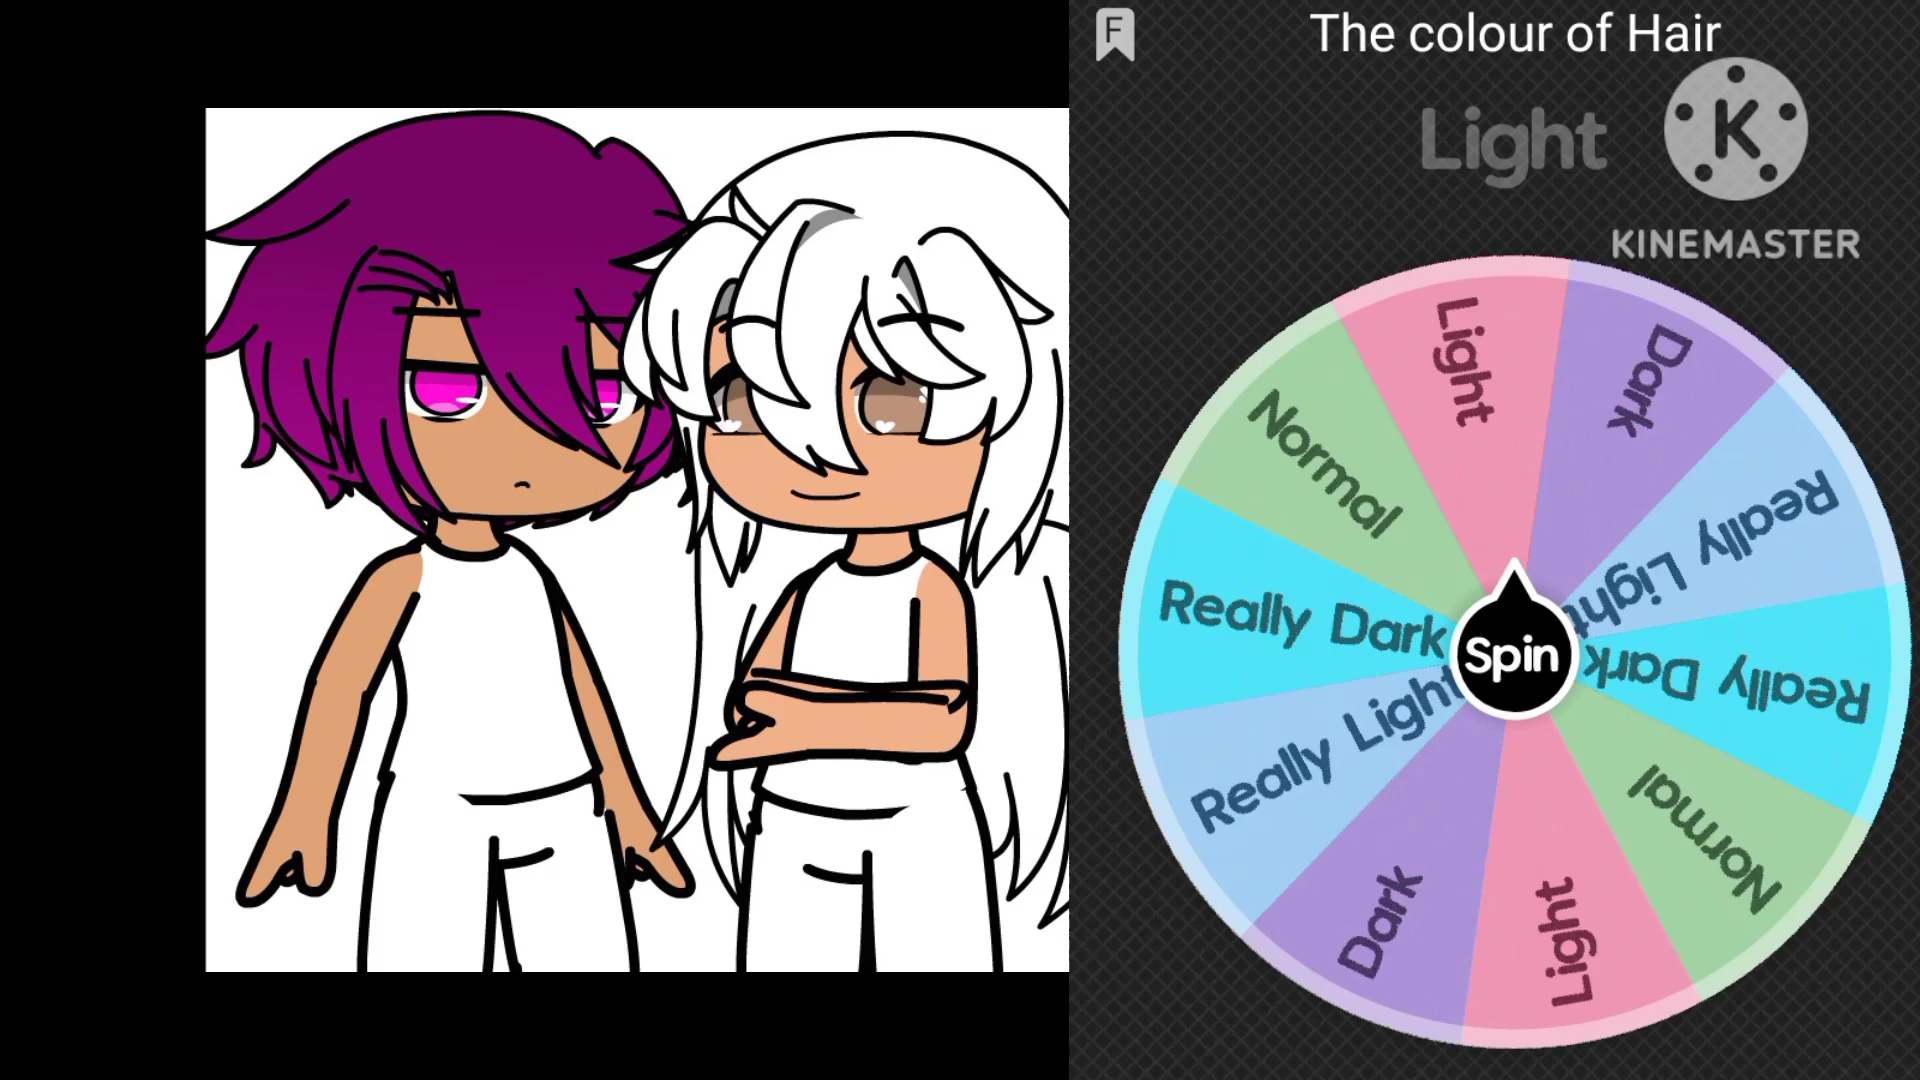 F
The colour of Hair
Light
K
KINEMASTER
Light
Dark
Really Light
Really Dark
Normal
Light
Dark
Really Light
Really Dark
Normal
Spin